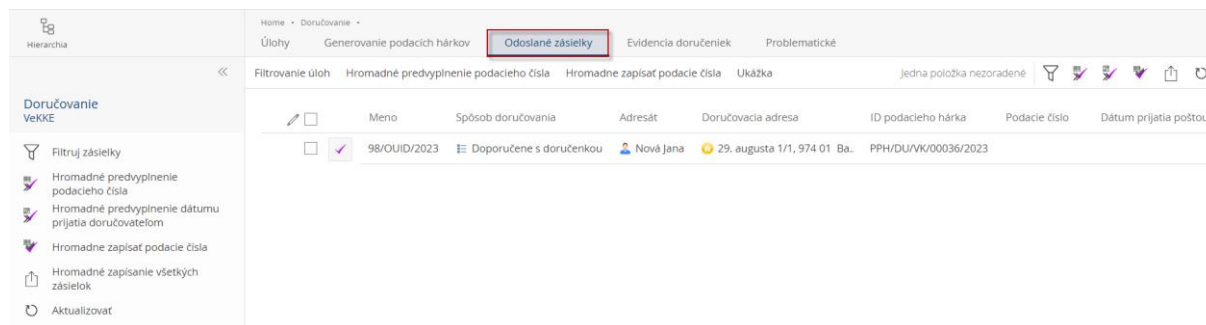 Hierarchia
Home • Doručovanie •
Úlohy Generovanie podacích hárkov Odoslané zásielky Evidencia doručeniek Problematické
Filtrovanie úloh Hromadné predvyplnenie podacieho čísla Hromadne zapísať podacie čísla Ukážka Jedna položka nezoradené
Doručovanie
VeKKE
Meno Spôsob doručovania Adresát Doručovacia adresa ID podacieho hárka Podacie číslo Dátum prijatia poštou
98/OUID/2023 Doporučene s doručenkou Nová Jana 29. augusta 1/1, 974 01 Ba.. PPH/DU/VK/00036/2023
Filtruj zásielky
Hromadné predvyplnenie
podacieho čísla
Hromadné predvyplnenie dátumu
prijatia doručovateľom
Hromadne zapísať podacie čísla
Hromadné zapísanie všetkých
zásielok
Aktualizovať